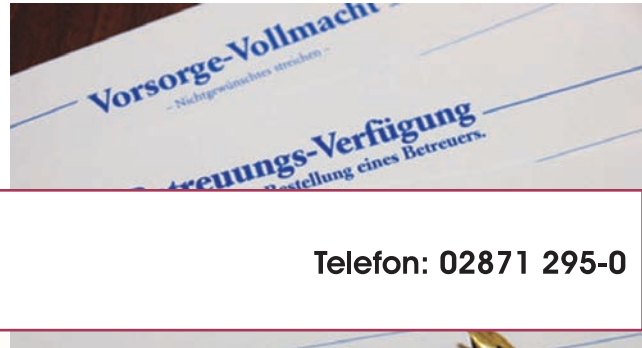 Vorsorge-Vollmacht
– Nichtgewünschtes streichen –
Betreuungs-Verfügung
Bestellung eines Betreuers.
Telefon: 02871 295-0